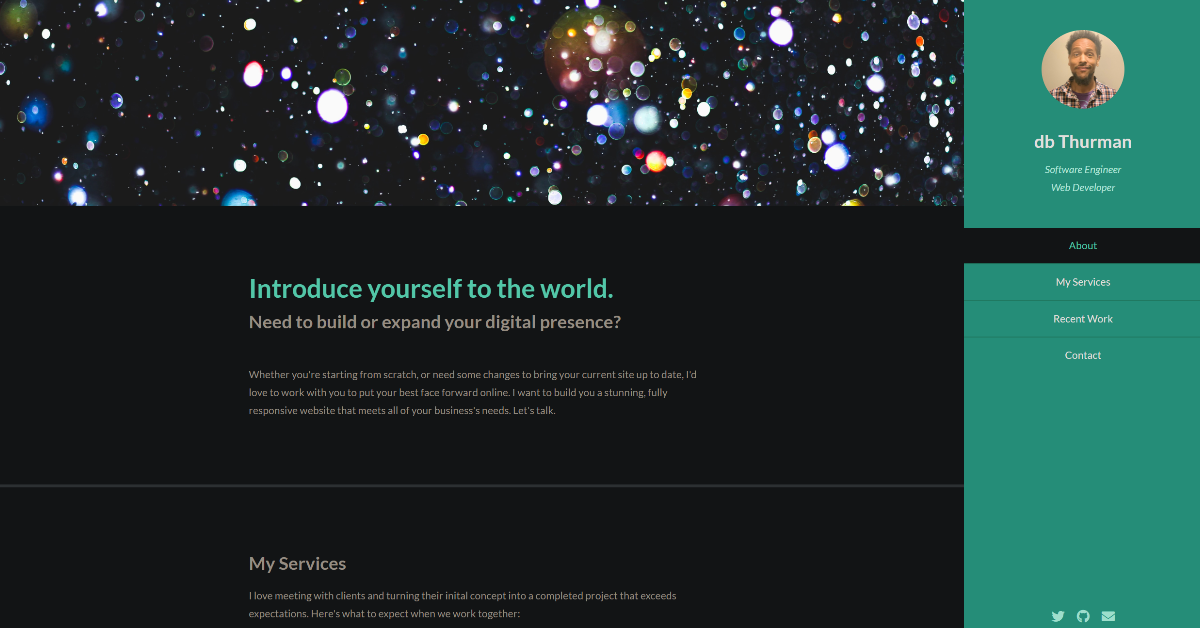 db Thurman
Software Engineer
Web Developer
About
My Services
Recent Work
Contact
Introduce yourself to the world.
Need to build or expand your digital presence?
Whether you're starting from scratch, or need some changes to bring your current site up to date, I'd
love to work with you to put your best face forward online. I want to build you a stunning, fully
responsive website that meets all of your business's needs. Let's talk.
My Services
I love meeting with clients and turning their inital concept into a completed project that exceeds
expectations. Here's what to expect when we work together: